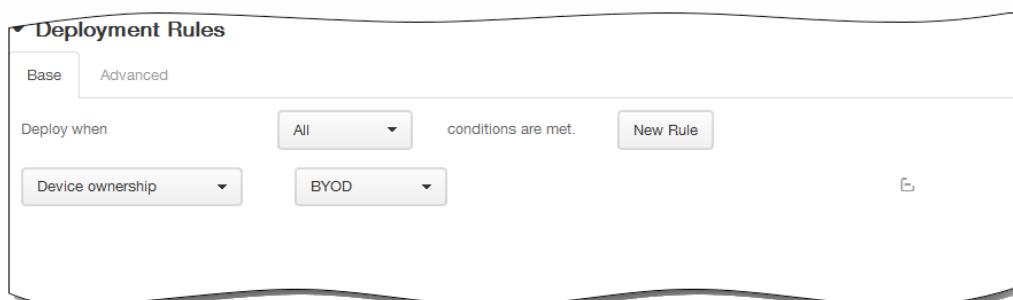 Deployment Rules
Base Advanced
Deploy when All conditions are met. New Rule
Device ownership BYOD